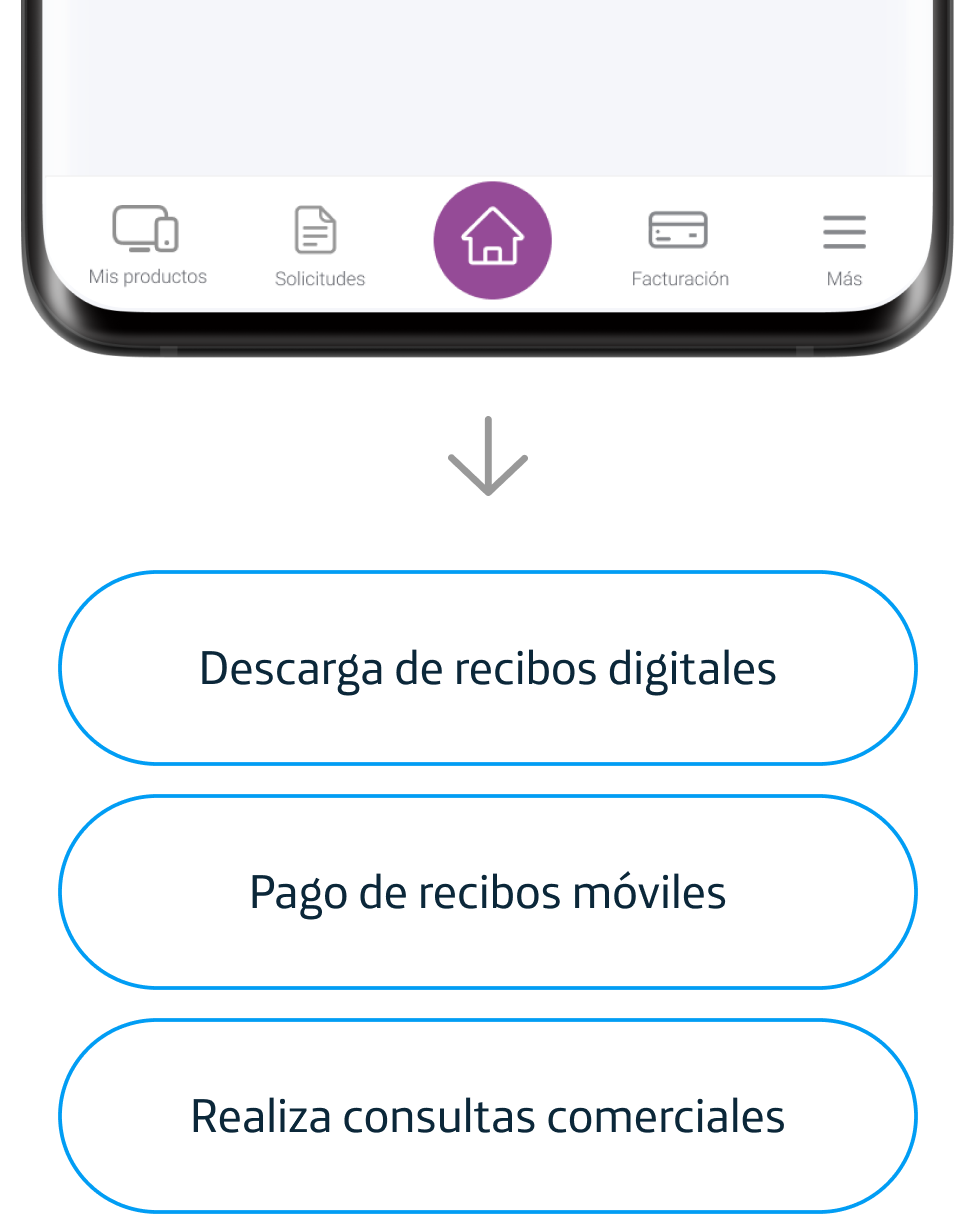 Mis productos
Solicitudes
Facturación
Más
Descarga de recibos digitales
Pago de recibos móviles
Realiza consultas comerciales